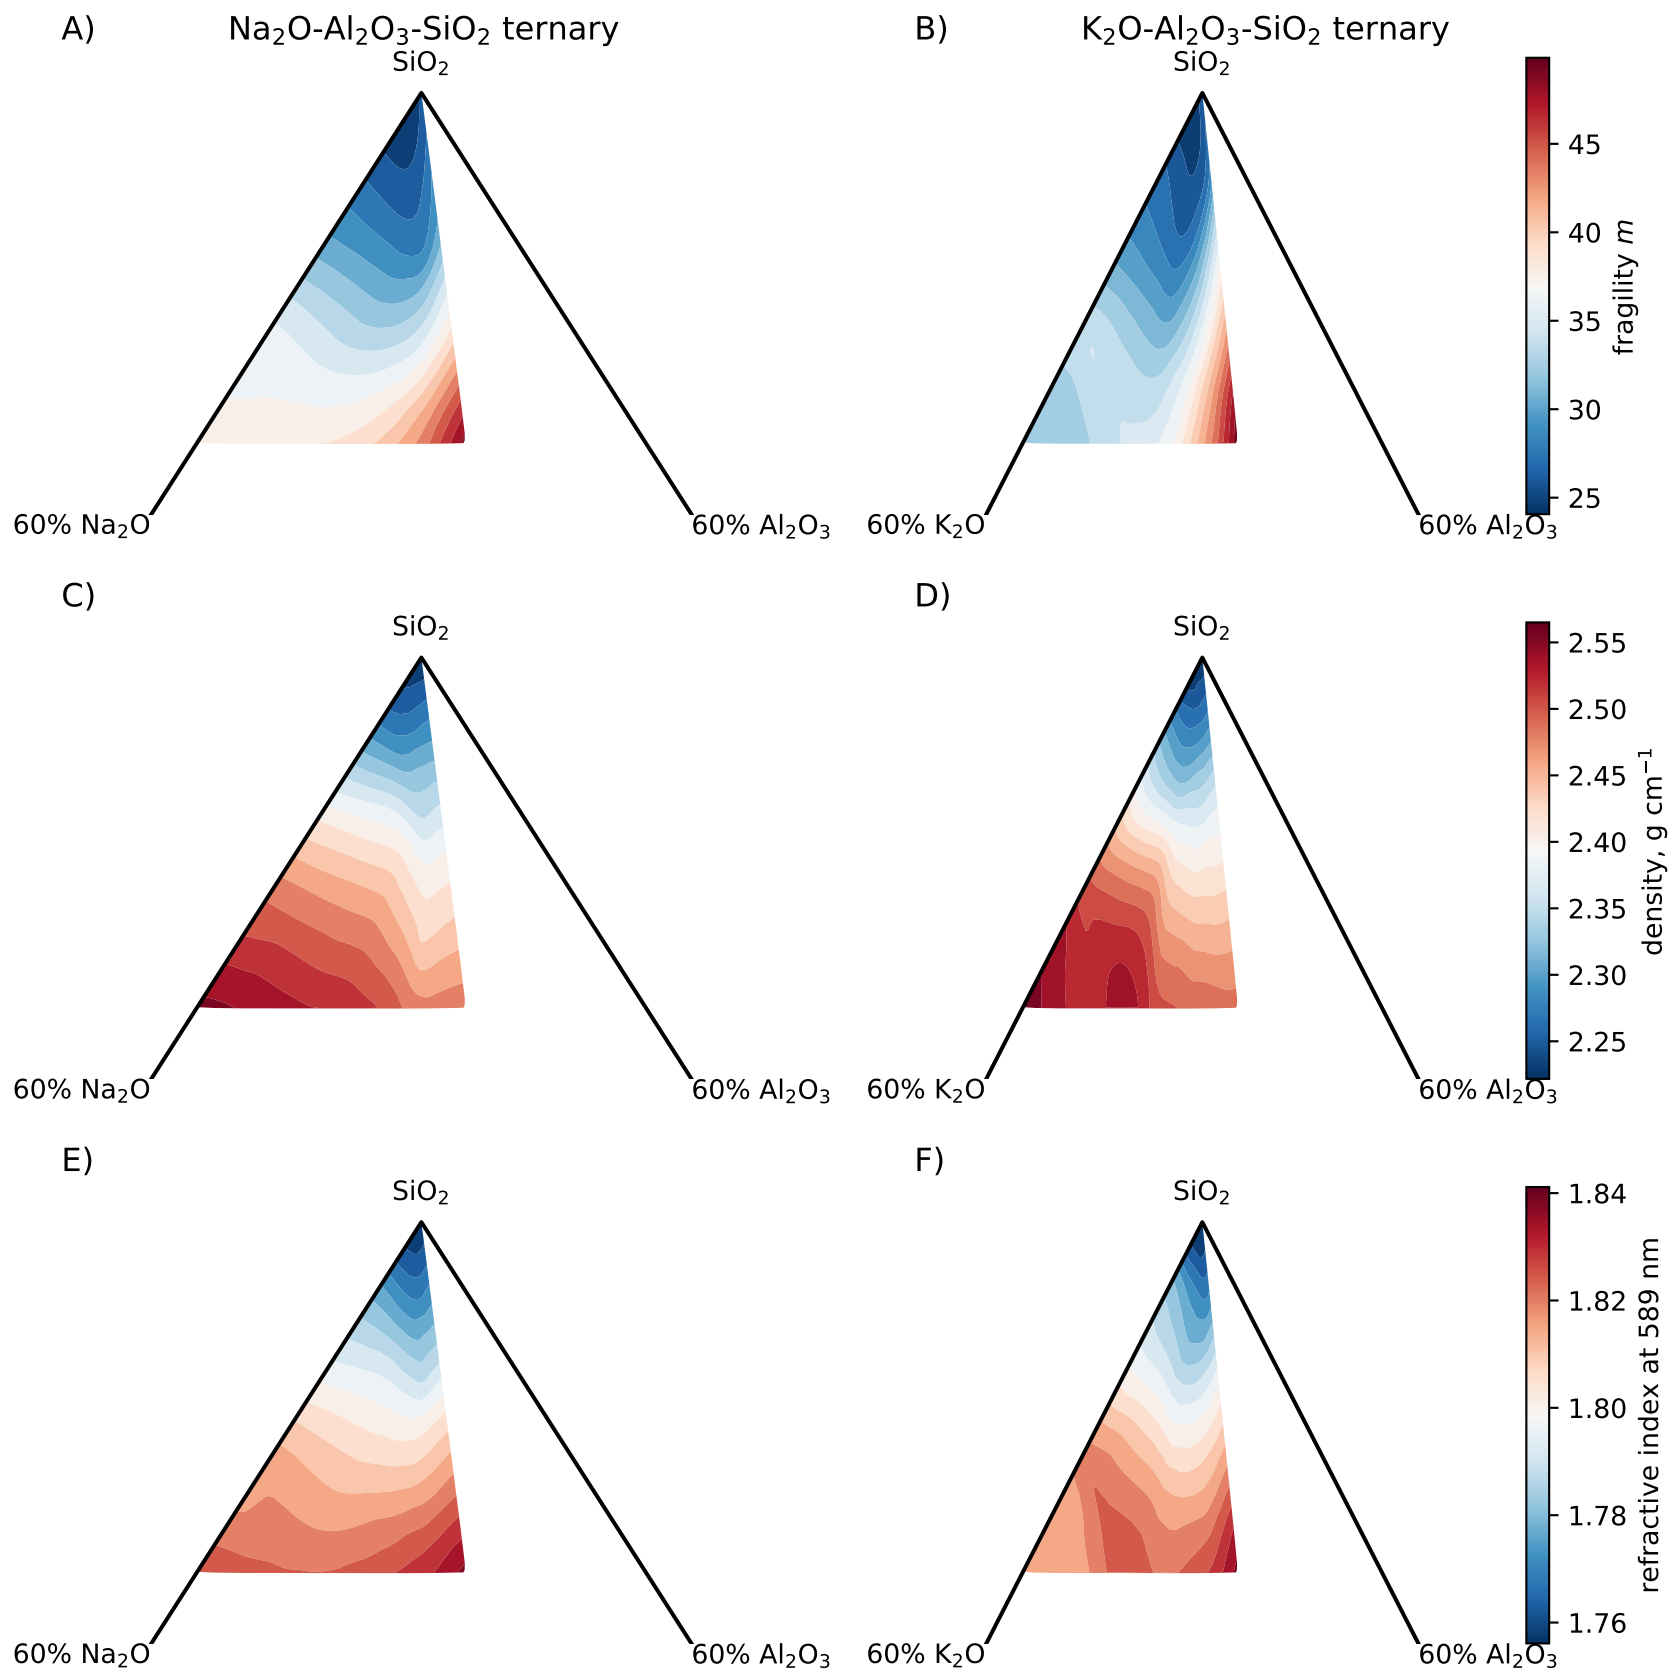 A) Na₂O-Al₂O₃-SiO₂ ternary
B) K₂O-Al₂O₃-SiO₂ ternary
SiO₂
SiO₂
45
40
35
30
25
fragility m
60% Na₂O
60% Al₂O₃
60% K₂O
60% Al₂O₃
C)
D)
SiO₂
SiO₂
2.55
2.50
2.45
2.40
2.35
2.30
2.25
density, g cm⁻¹
60% Na₂O
60% Al₂O₃
60% K₂O
60% Al₂O₃
E)
F)
SiO₂
SiO₂
1.84
1.82
1.80
1.78
1.76
refractive index at 589 nm
60% Na₂O
60% Al₂O₃
60% K₂O
60% Al₂O₃